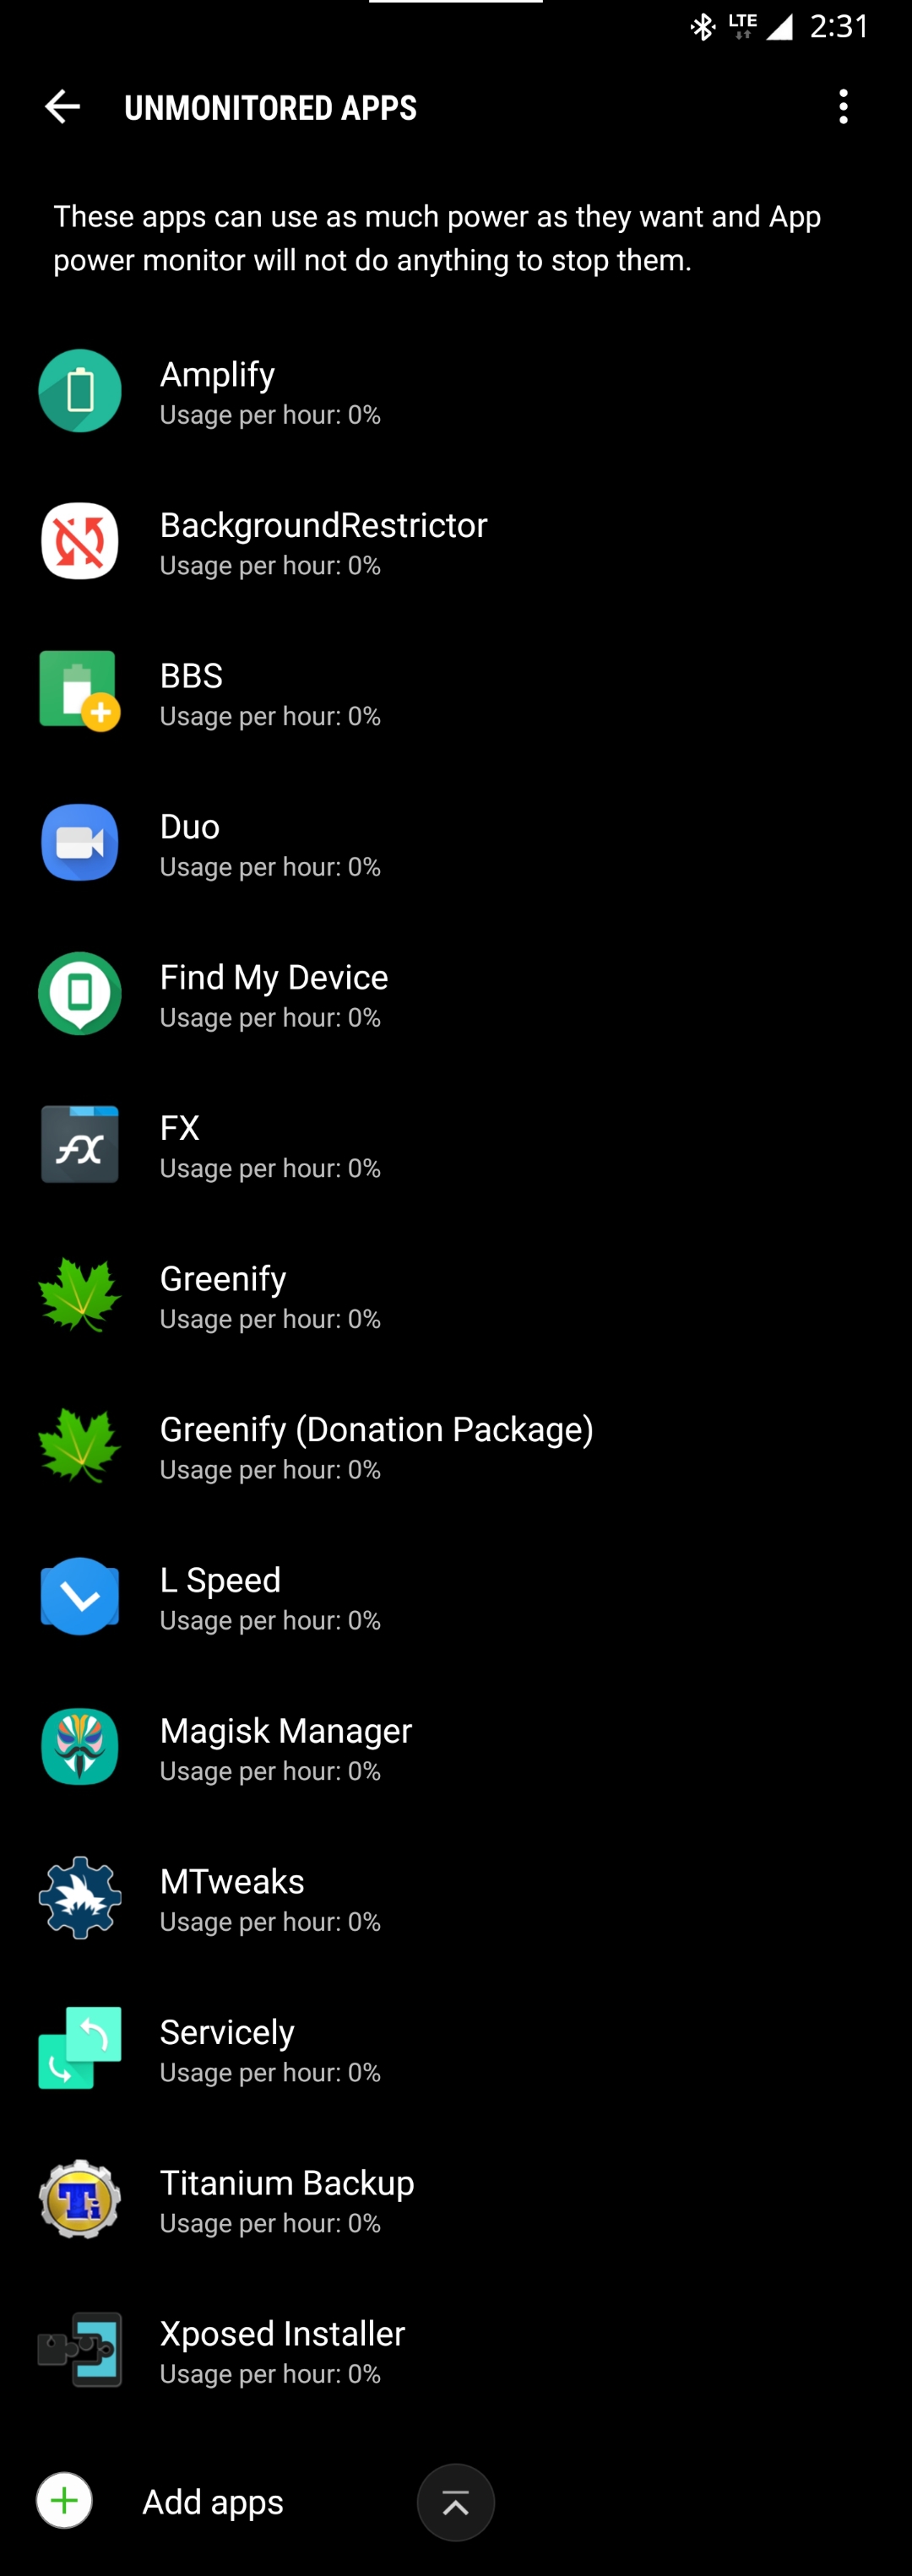 LTE 2:31
UNMONITORED APPS
These apps can use as much power as they want and App
power monitor will not do anything to stop them.
Amplify
Usage per hour: 0%
BackgroundRestrictor
Usage per hour: 0%
BBS
Usage per hour: 0%
Duo
Usage per hour: 0%
Find My Device
Usage per hour: 0%
FX
FX
Usage per hour: 0%
Greenify
Usage per hour: 0%
Greenify (Donation Package)
Usage per hour: 0%
L Speed
Usage per hour: 0%
Magisk Manager
Usage per hour: 0%
MTweaks
Usage per hour: 0%
Servicely
Usage per hour: 0%
Ti
Titanium Backup
Usage per hour: 0%
Xposed Installer
Usage per hour: 0%
Add apps